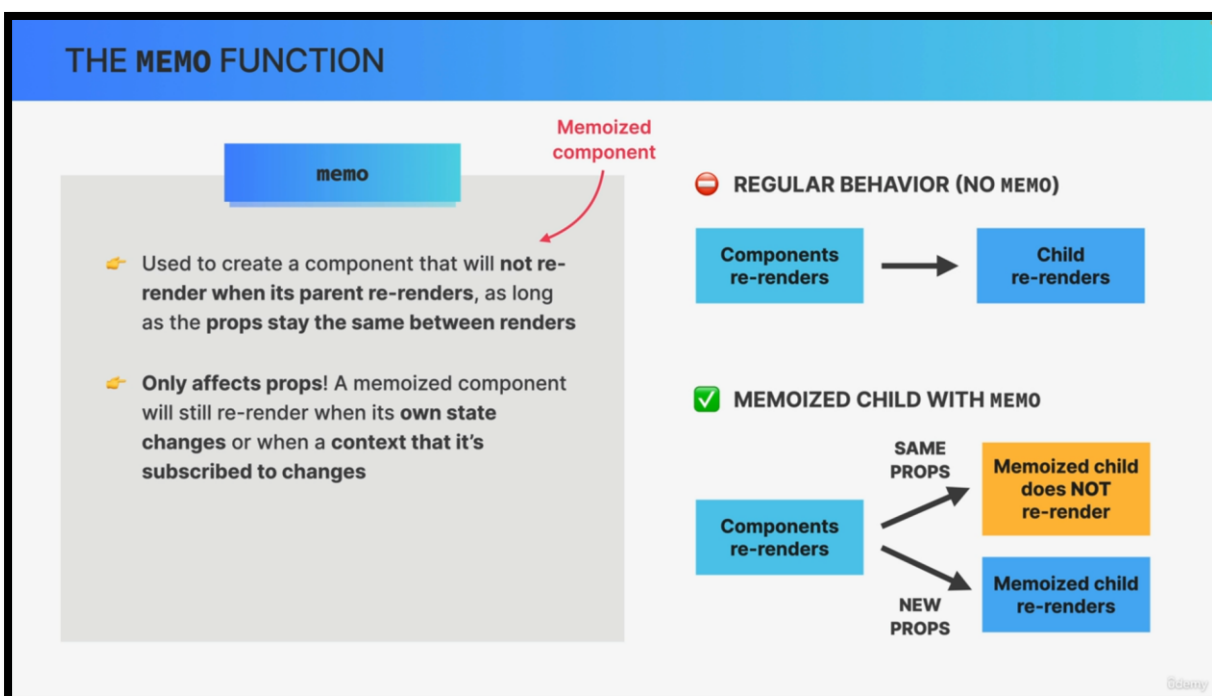 THE MEMO FUNCTION
Memoized
component
memo
Used to create a component that will not re-
render when its parent re-renders, as long
as the props stay the same between renders
Only affects props! A memoized component
will still re-render when its own state
changes or when a context that it's
subscribed to changes
REGULAR BEHAVIOR (NO MEMO)
Components
re-renders
Child
re-renders
MEMOIZED CHILD WITH MEMO
Components
re-renders
SAME
PROPS
Memoized child
does NOT
re-render
NEW
PROPS
Memoized child
re-renders
ûdemy